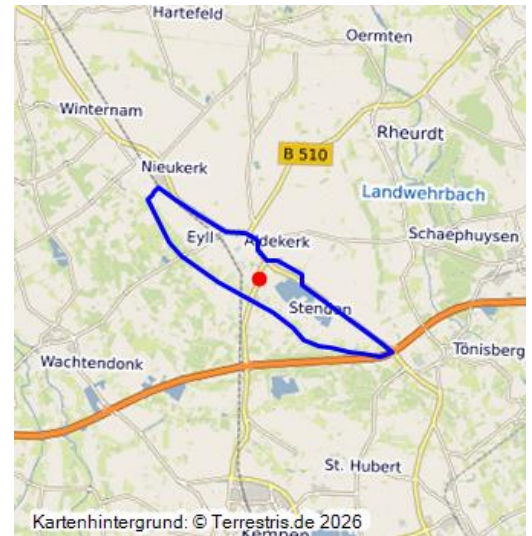 Hartefeld
Oermten
Winternam
B 510
Rheurdt
Nieukerk
Landwehrbach
Eyll
Aldekerk
Schaephuysen
Stenden
Wachtendonk
Tönisberg
St. Hubert
Kartenhintergrund: © Terrestris.de 2026
Kempen